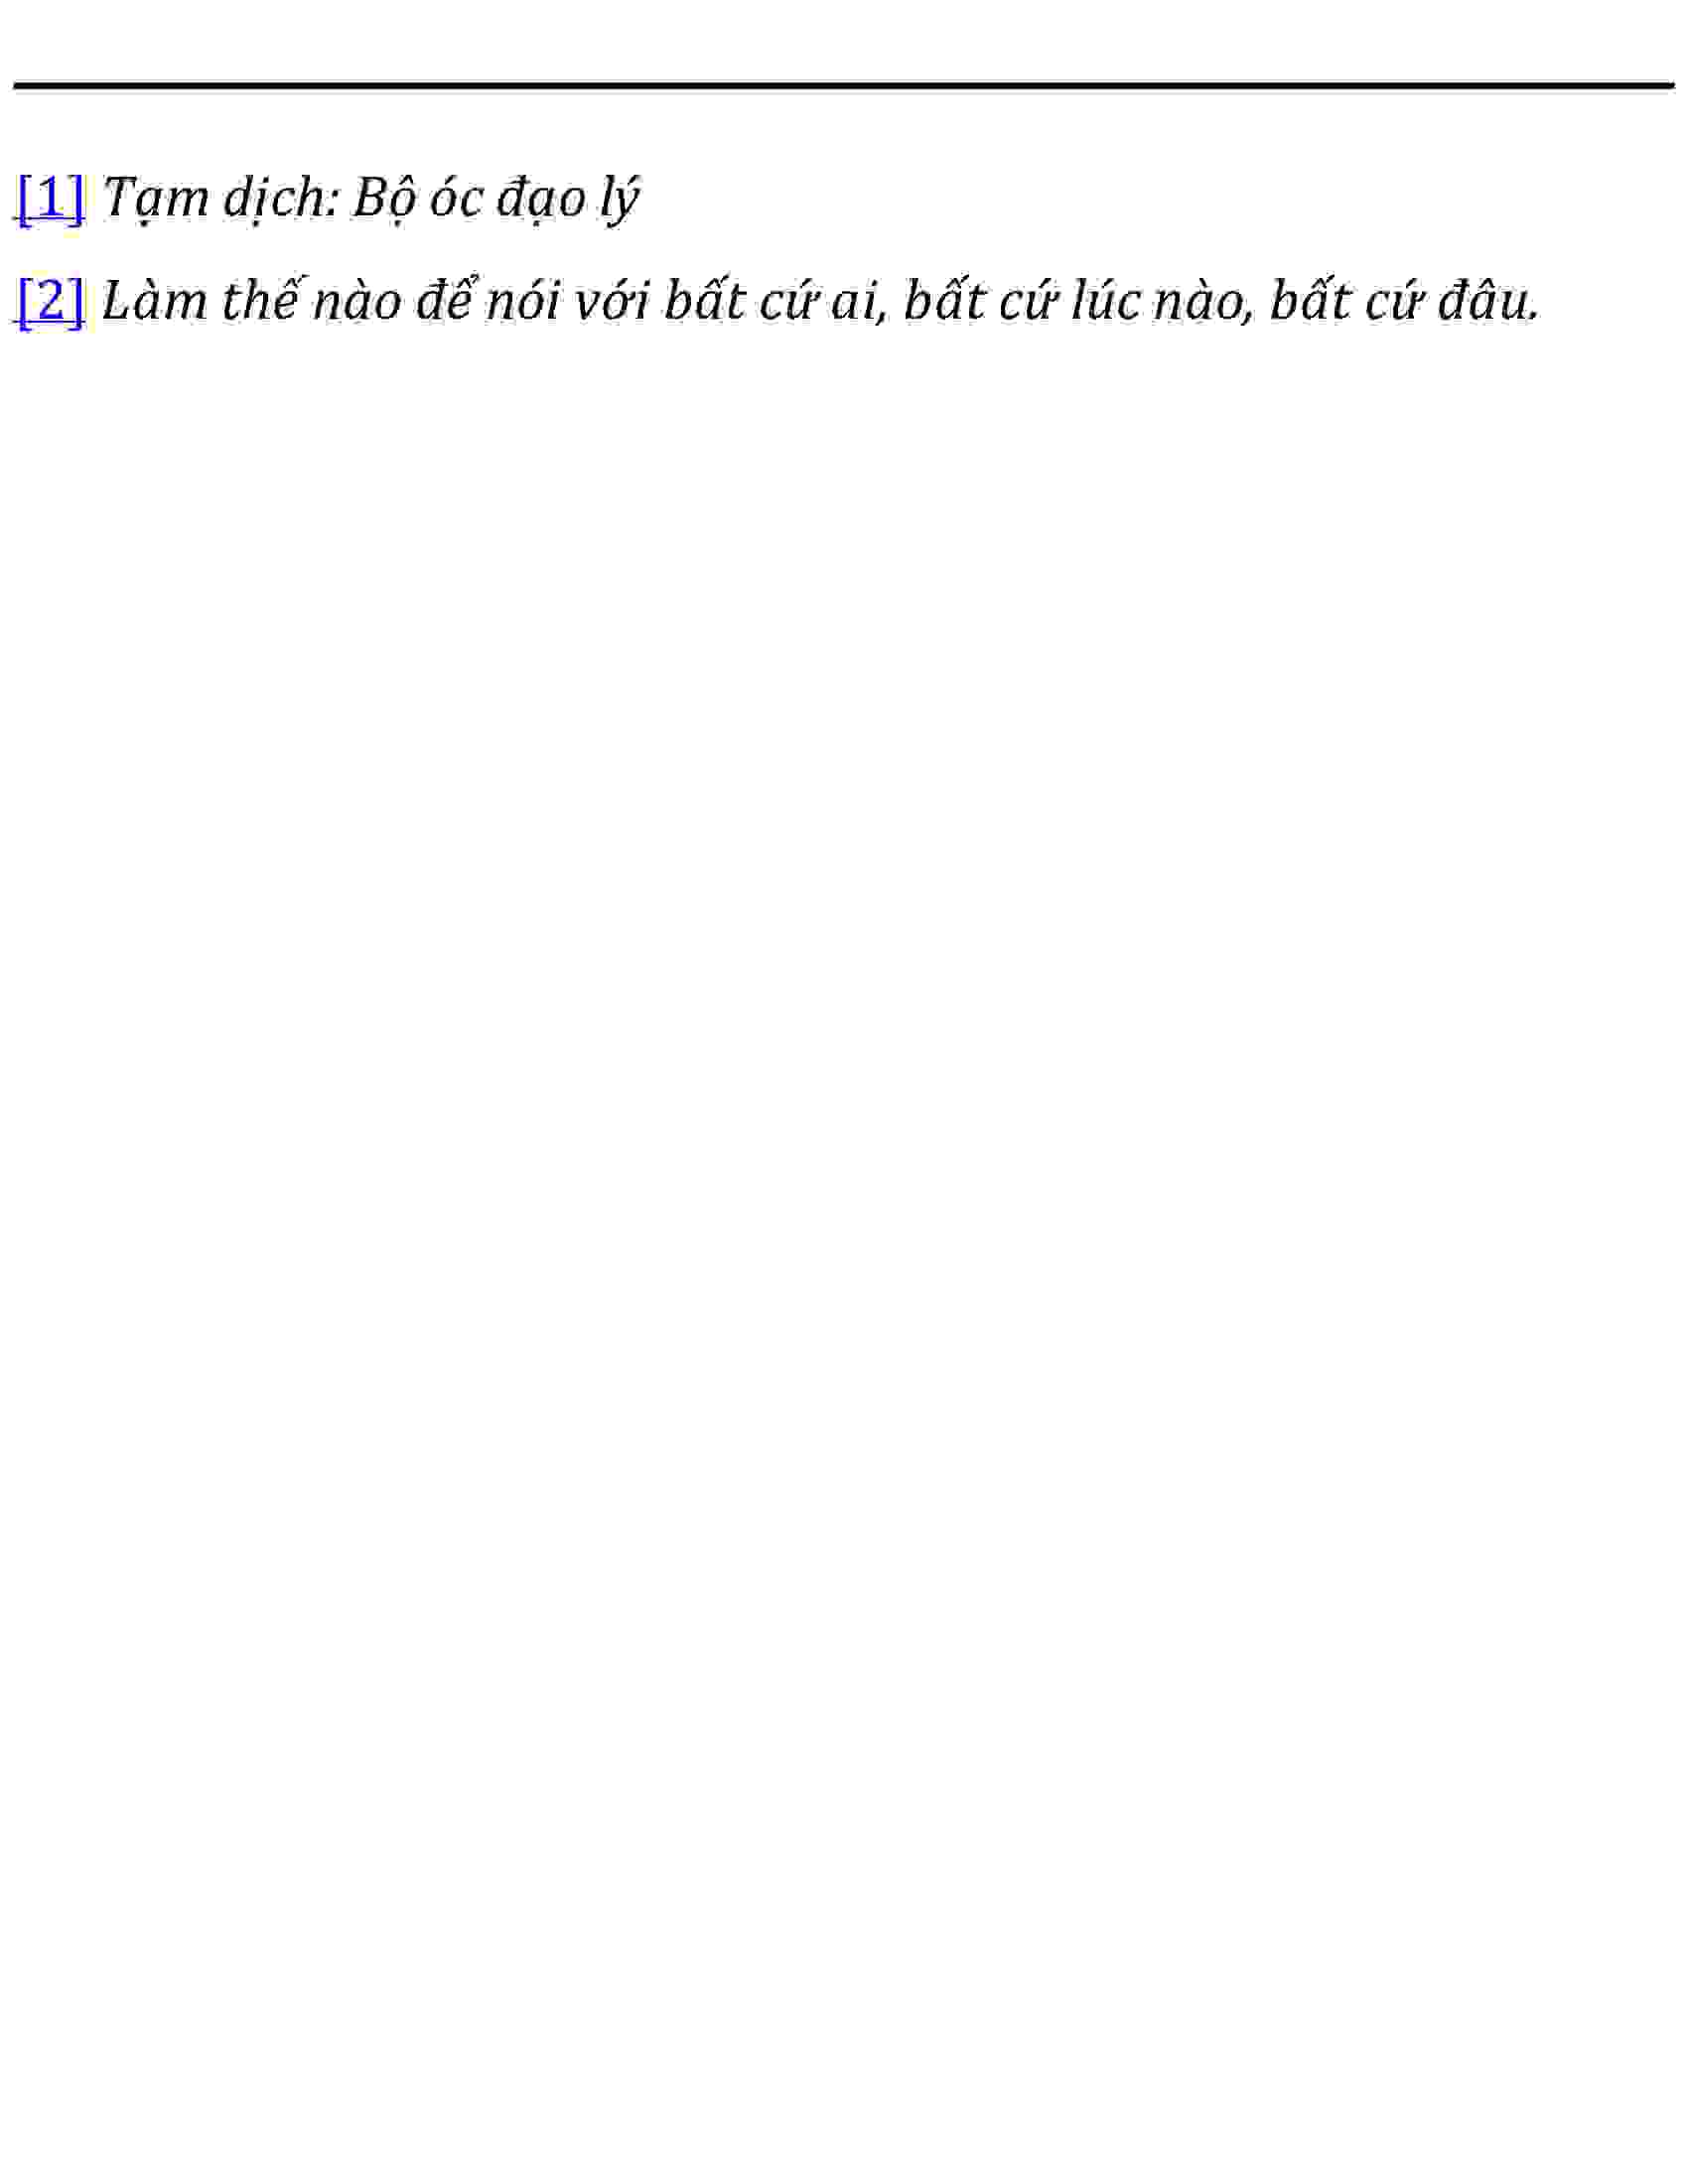 [1] Tạm dịch: Bộ óc đạo lý
[2] Làm thế nào để nói với bất cứ ai, bất cứ lúc nào, bất cứ đâu.